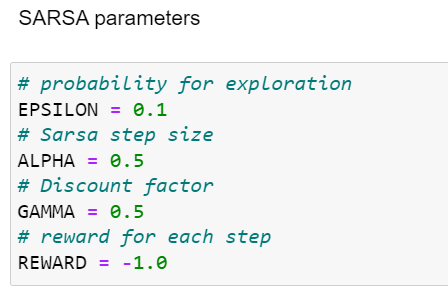 SARSA parameters
# probability for exploration
EPSILON = 0.1
# Sarsa step size
ALPHA = 0.5
# Discount factor
GAMMA = 0.5
# reward for each step
REWARD = -1.0